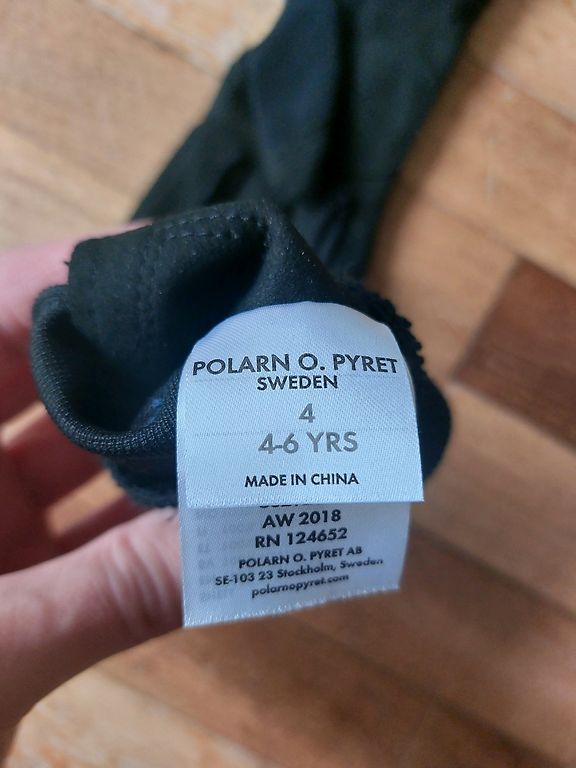 POLARN O. PYRET
SWEDEN
4
4-6 YRS
MADE IN CHINA
AW 2018
RN 124652
POLARN O. PYRET AB
SE-103 23 Stockholm, Sweden
polarnopyret.com